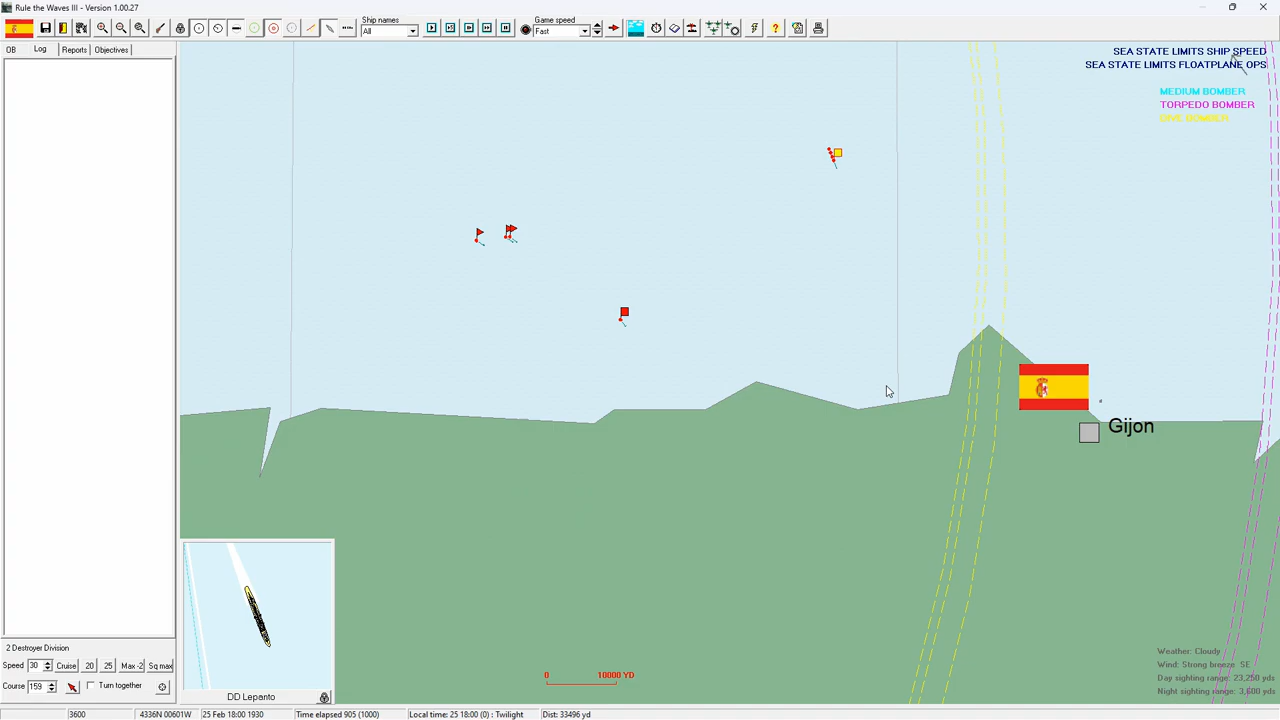 Rule the Waves III - Version 1.00.27
Ship names
All
Game speed
Fast
OB Log Reports Objectives
SEA STATE LIMITS SHIP SPEED
SEA STATE LIMITS FLOATPLANE OPS
MEDIUM BOMBER
TORPEDO BOMBER
DIVE BOMBER
Gijon
DD Lepanto
0 10000 YD
Weather: Cloudy
Wind: Strong breeze SE
Day sighting range: 23,250 yds
Night sighting range: 3,600 yds
2 Destroyer Division
Speed 30 Cruise 20 25 Max -2 Sq max
Course 159 Turn together
3600 4336N 00601W 25 Feb 18:00 1930 Time elapsed 905 (1000) Local time: 25 18:00 (0) : Twilight Dist: 33496 yd